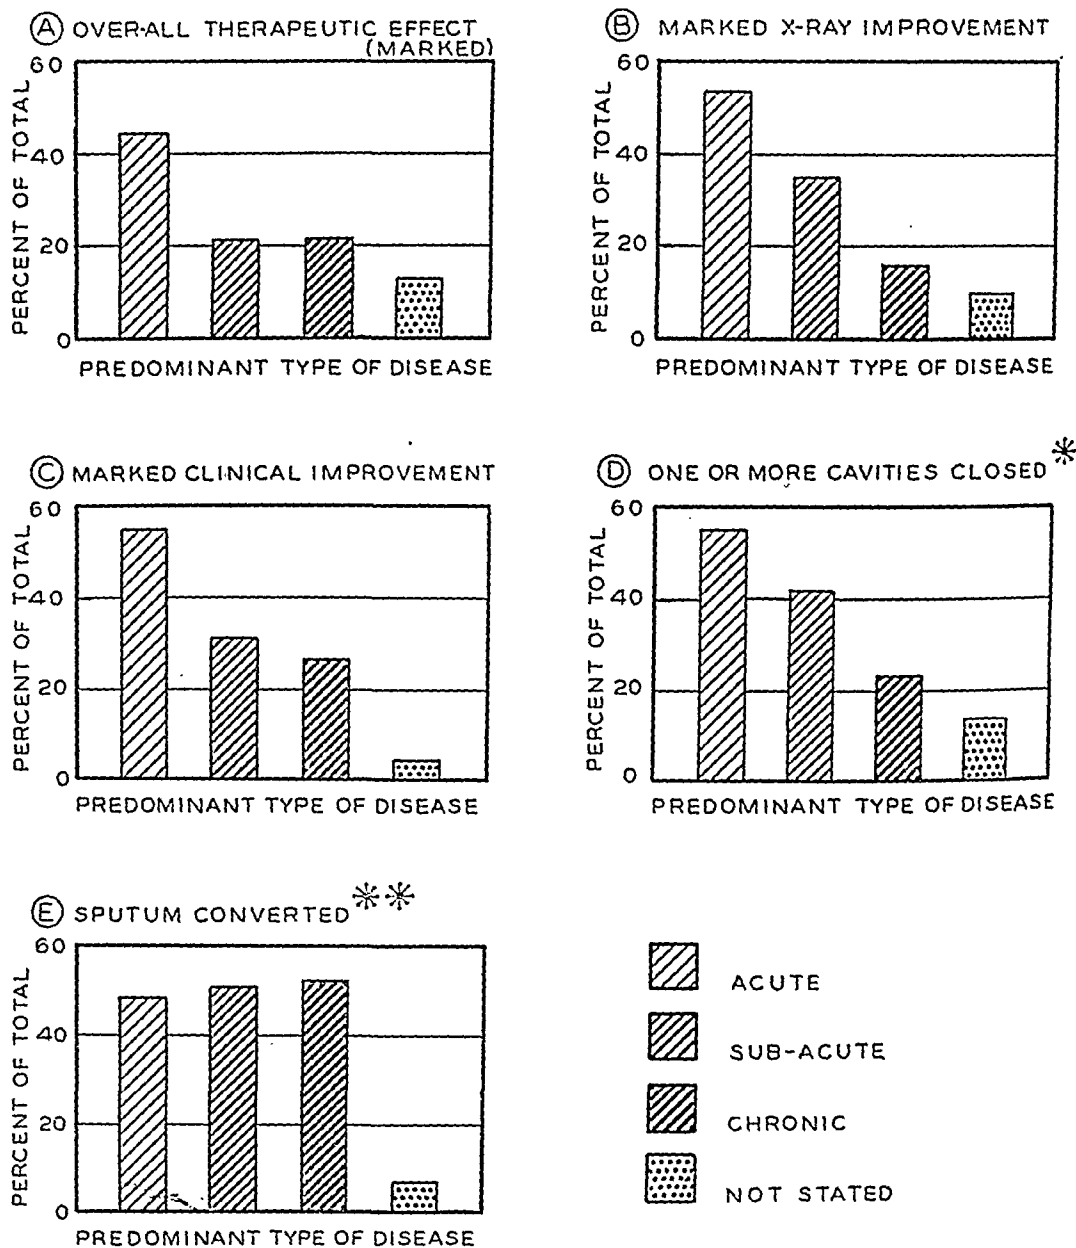 Ⓐ OVER-ALL THERAPEUTIC EFFECT
(MARKED)
60
40
20
0
PERCENT OF TOTAL
PREDOMINANT TYPE OF DISEASE
Ⓑ MARKED X-RAY IMPROVEMENT
60
40
20
0
PERCENT OF TOTAL
PREDOMINANT TYPE OF DISEASE
Ⓒ MARKED CLINICAL IMPROVEMENT
60
40
20
0
PERCENT OF TOTAL
PREDOMINANT TYPE OF DISEASE
Ⓓ ONE OR MORE CAVITIES CLOSED*
60
40
20
0
PERCENT OF TOTAL
PREDOMINANT TYPE OF DISEASE
Ⓔ SPUTUM CONVERTED**
60
40
20
0
PERCENT OF TOTAL
PREDOMINANT TYPE OF DISEASE
ACUTE
SUB-ACUTE
CHRONIC
NOT STATED